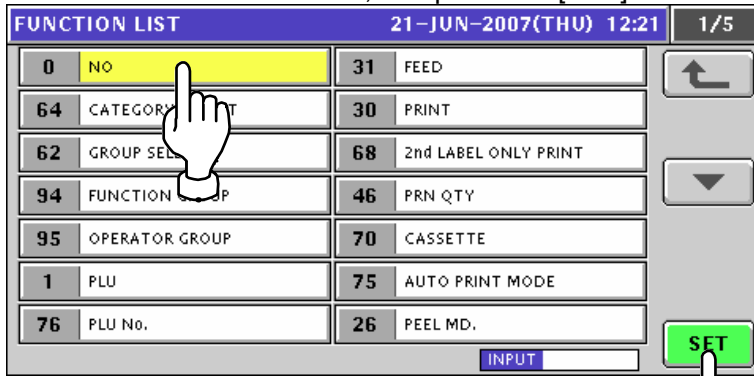 FUNCTION LIST 21-JUN-2007(THU) 12:21 1/5
0 NO 31 FEED
64 30 PRINT
62 GROUP 68 2nd LABEL ONLY PRINT
94 FUNCTION 46 PRN QTY
95 OPERATOR GROUP 70 CASSETTE
1 PLU 75 AUTO PRINT MODE
76 PLU No. 26 PEEL MD.
INPUT
SET